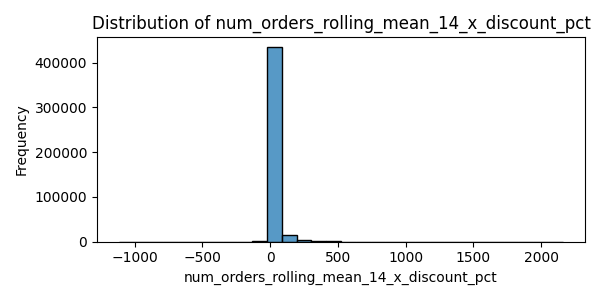 Distribution of num_orders_rolling_mean_14_x_discount_pct
Frequency
400000
300000
200000
100000
0
−1000 −500 0 500 1000 1500 2000
num_orders_rolling_mean_14_x_discount_pct